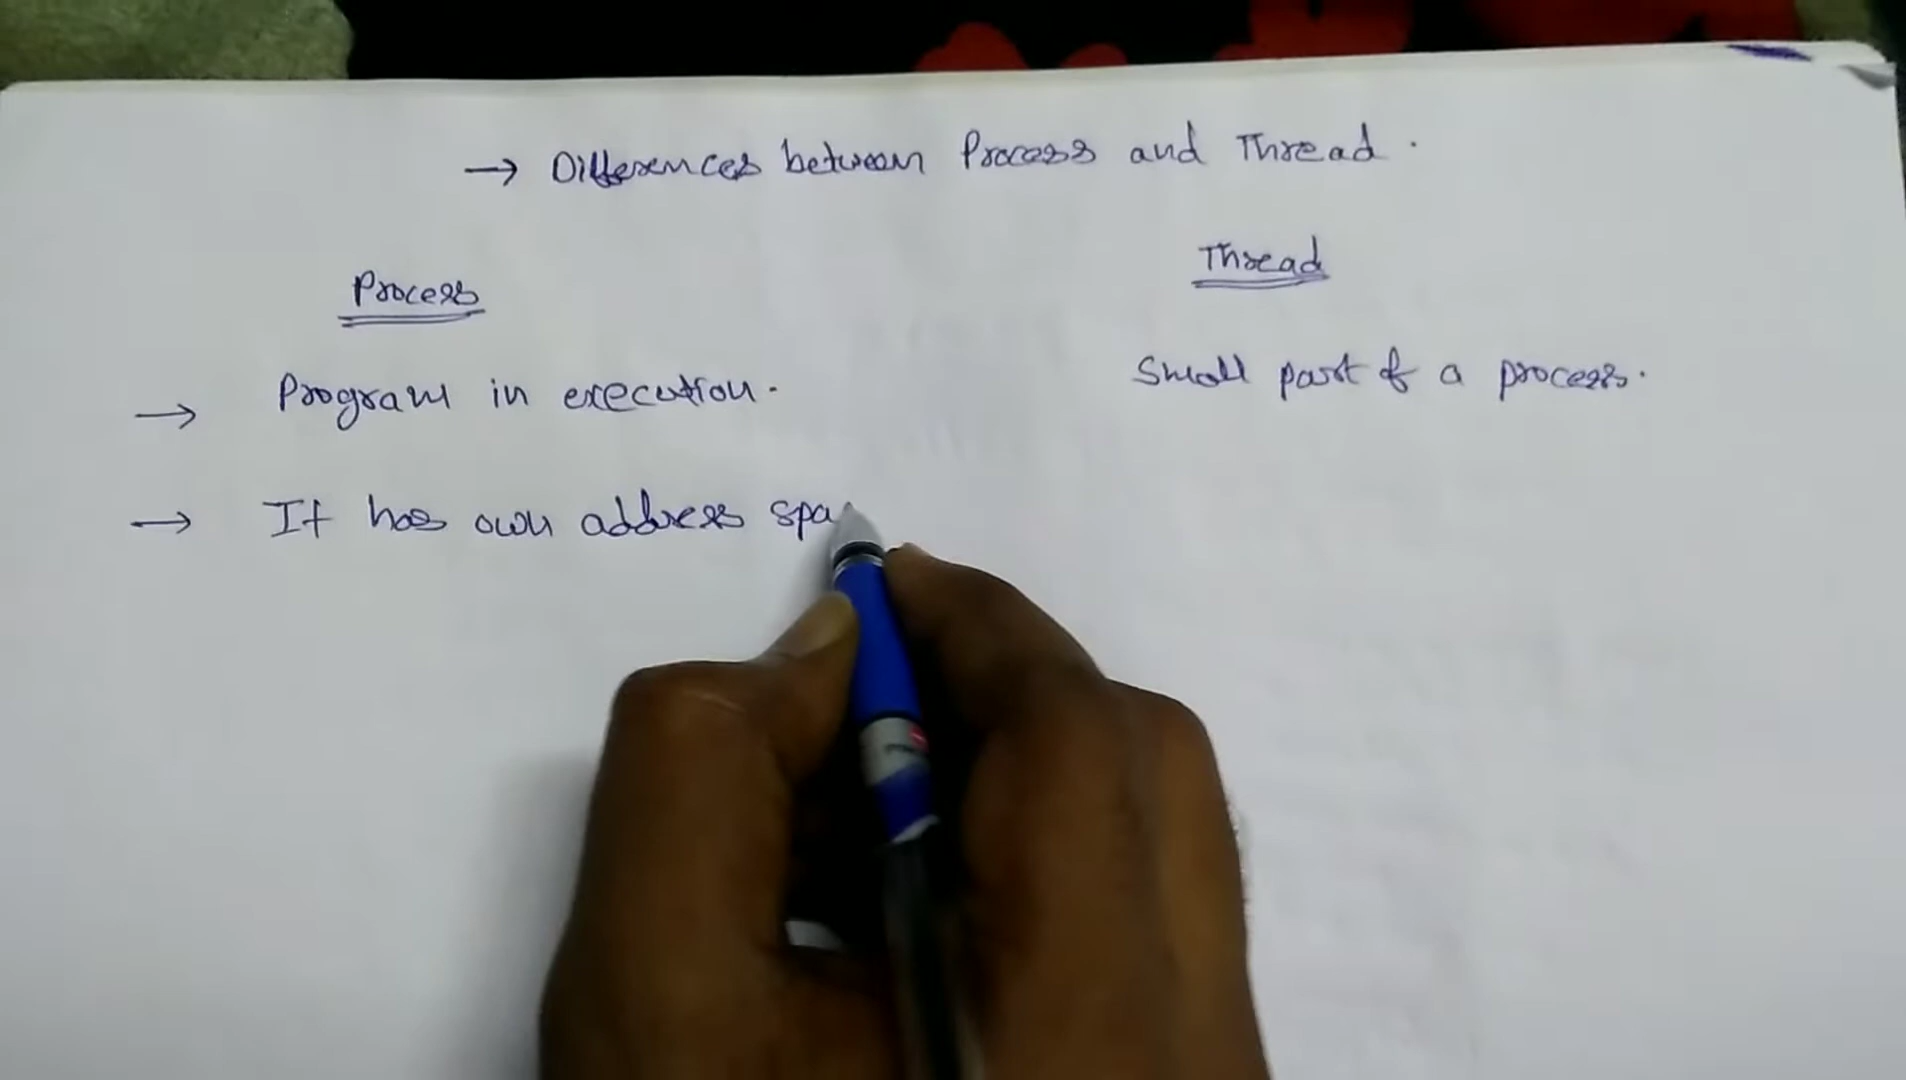 → Differences between Process and Thread.
Process
Thread
→ Program in execution.
Small part of a process.
→ It has own address spa